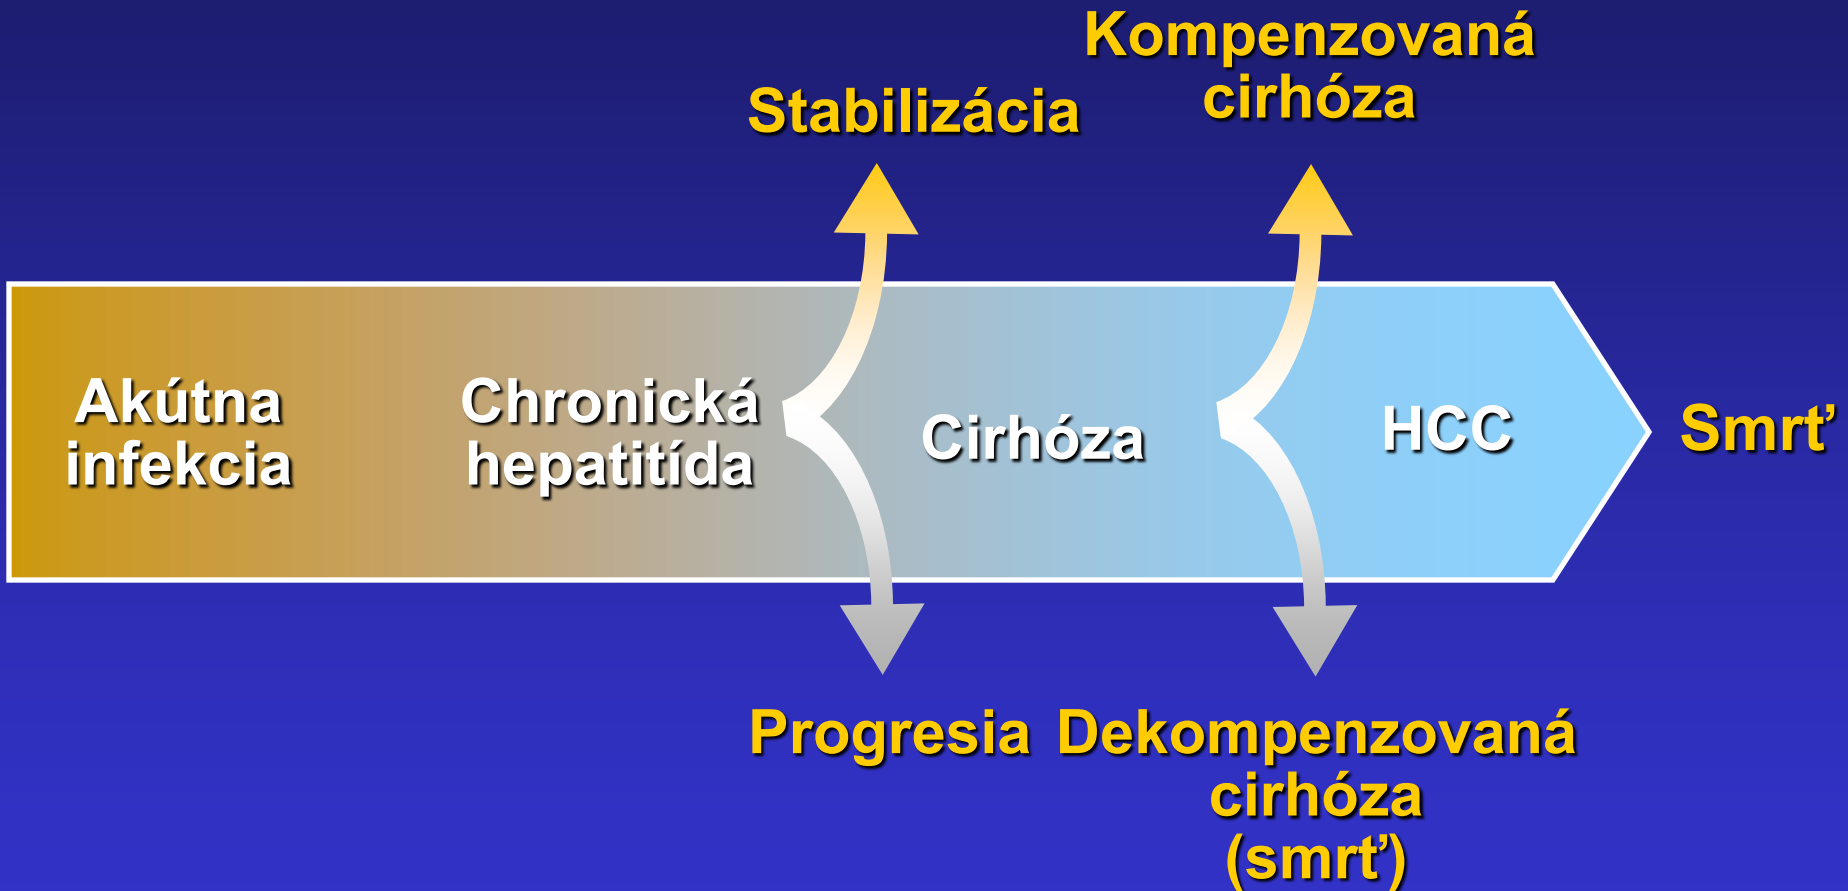 Kompenzovaná
cirhóza
Stabilizácia
Akútna
infekcia
Chronická
hepatitída
Cirhóza
HCC
Smrť
Progresia
Dekompenzovaná
cirhóza
(smrť)